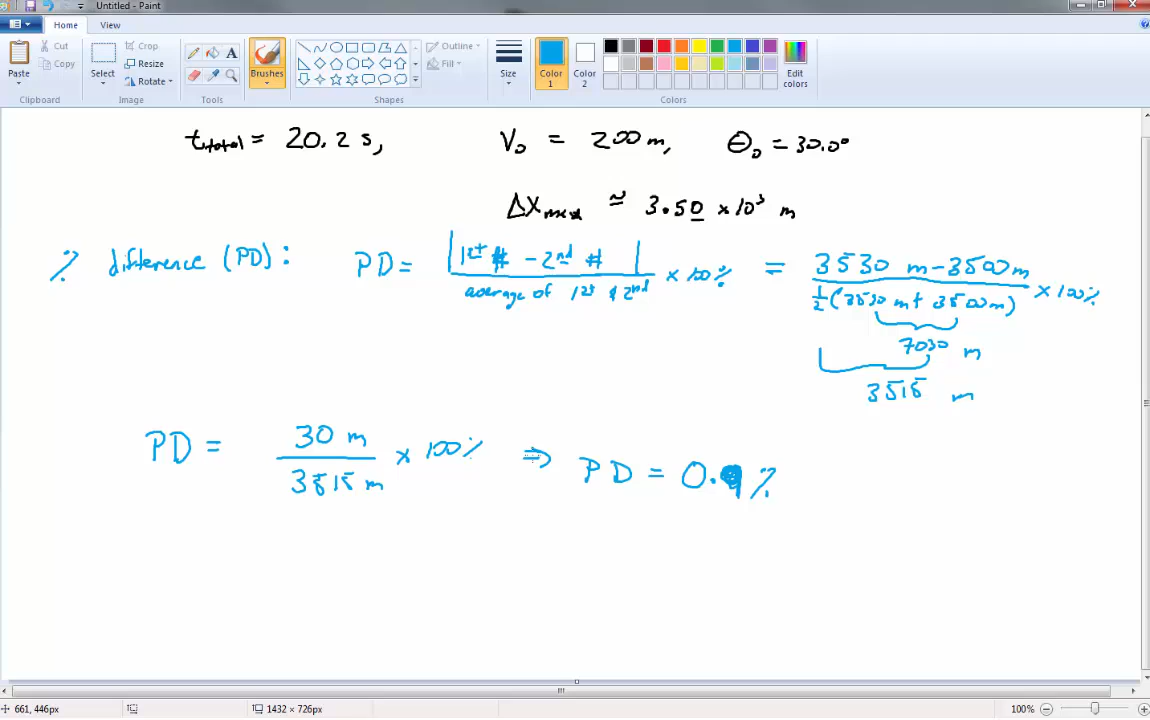 Untitled - Paint
Home View
Paste
Cut
Copy
Clipboard
Select
Crop
Resize
Rotate
Image
A
Tools
Brushes
Shapes
Outline
Fill
Size
Color 1
Color 2
Edit colors
Colors
t_total = 20.2 s, V_0 = 200 m, θ_0 = 30.0°
ΔX_max ≈ 3.50 × 10³ m
% difference (PD): PD = |1st # - 2nd #| / average of 1st & 2nd × 100% = 3530 m - 3500 m / ½(3530 m + 3500 m) × 100%
7030 m
3515 m
PD = 30 m / 3515 m × 100% ⇒ PD = 0.9 %
661, 446px
1432 × 726px
100%